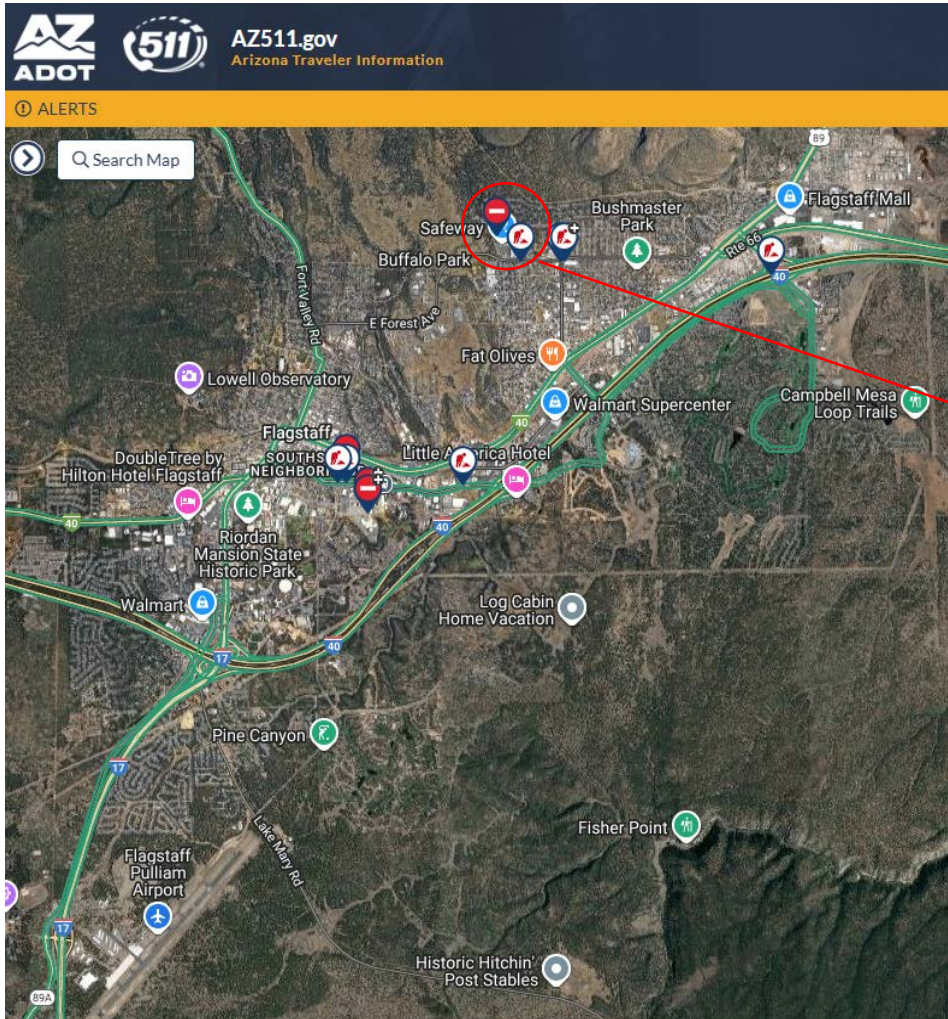 AZ
ADOT
511
AZ511.gov
Arizona Traveler Information
ALERTS
Search Map
89
Flagstaff Mall
Bushmaster
Park
Safeway
Buffalo Park
Rte 66
40
Fort Valley Rd
E Forest Ave
Fat Olives
Lowell Observatory
Walmart Supercenter
Campbell Mesa
Loop Trails
40
Flagstaff
DoubleTree by
Hilton Hotel Flagstaff
Little America Hotel
40
40
Riordan
Mansion State
Historic Park
Walmart
Log Cabin
Home Vacation
17
40
Pine Canyon
17
Lake Mary Rd
Fisher Point
Flagstaff
Pulliam
Airport
17
Historic Hitchin'
Post Stables
89A